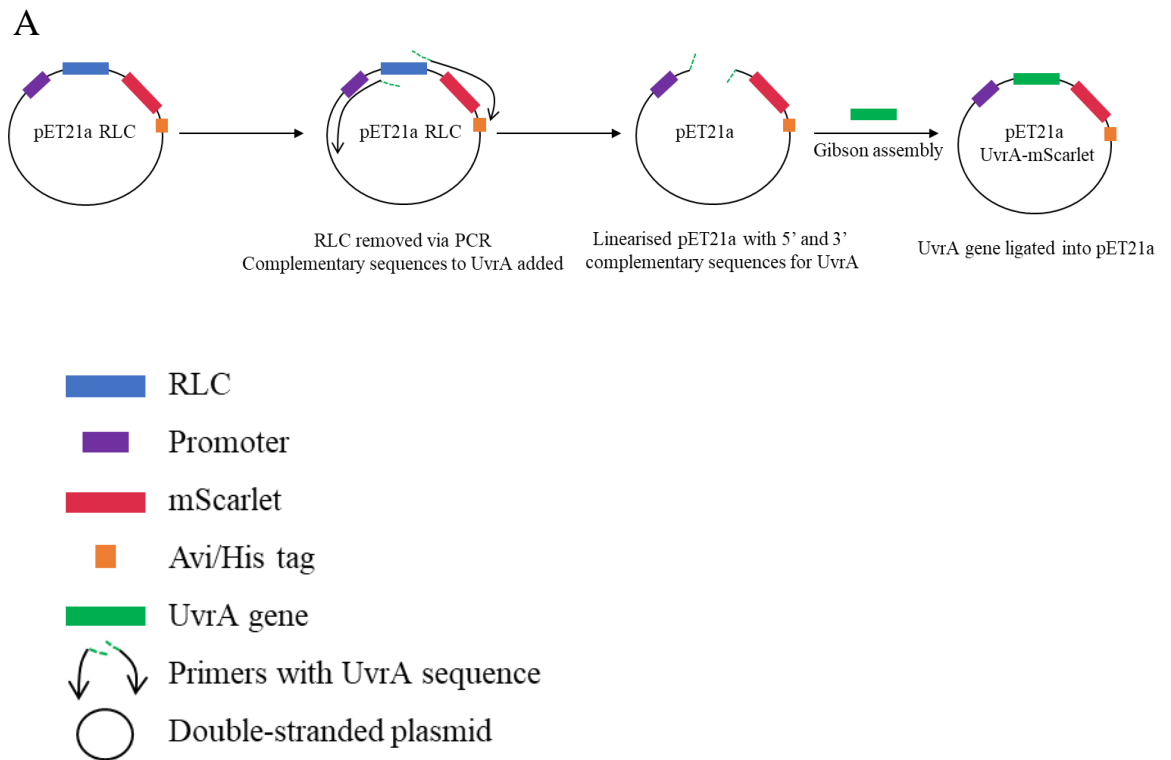 A
pET21a RLC
pET21a RLC
pET21a
Gibson assembly
pET21a
UvrA-mScarlet
RLC removed via PCR
Complementary sequences to UvrA added
Linearised pET21a with 5’ and 3’
complementary sequences for UvrA
UvrA gene ligated into pET21a
RLC
Promoter
mScarlet
Avi/His tag
UvrA gene
Primers with UvrA sequence
Double-stranded plasmid